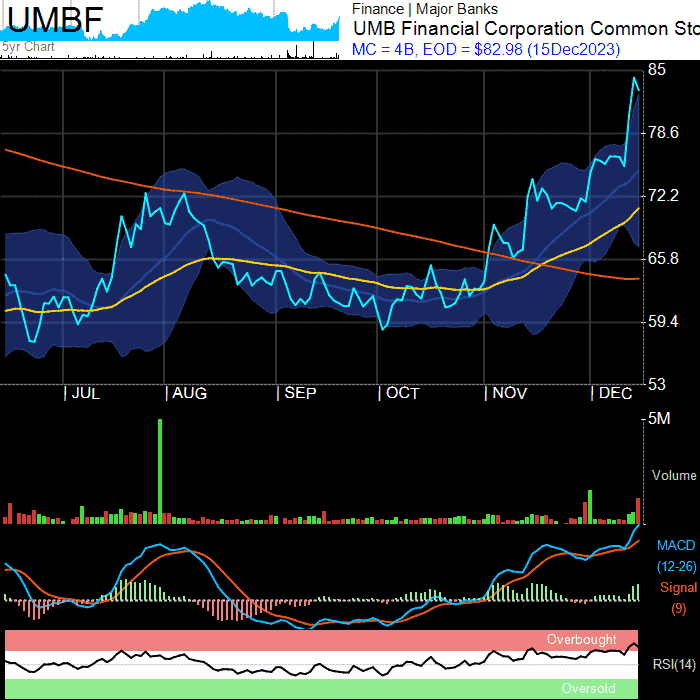 UMBF
5yr Chart
Finance | Major Banks
UMB Financial Corporation Common Sto
MC = 4B, EOD = $82.98 (15Dec2023)
85
78.6
72.2
65.8
59.4
53
| JUL | AUG | SEP | OCT | NOV | DEC
5M
Volume
MACD
(12-26)
Signal
(9)
Overbought
RSI(14)
Oversold